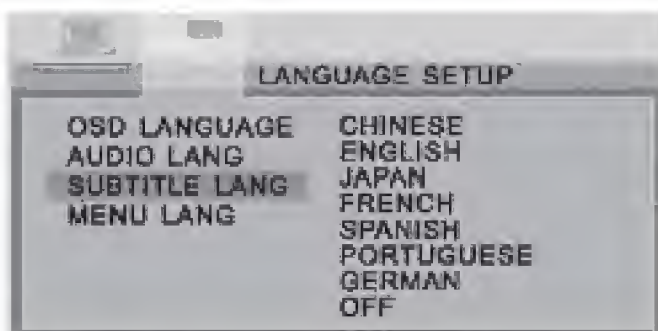 LANGUAGE SETUP
OSD LANGUAGE
AUDIO LANG
SUBTITLE LANG
MENU LANG
CHINESE
ENGLISH
JAPAN
FRENCH
SPANISH
PORTUGUESE
GERMAN
OFF